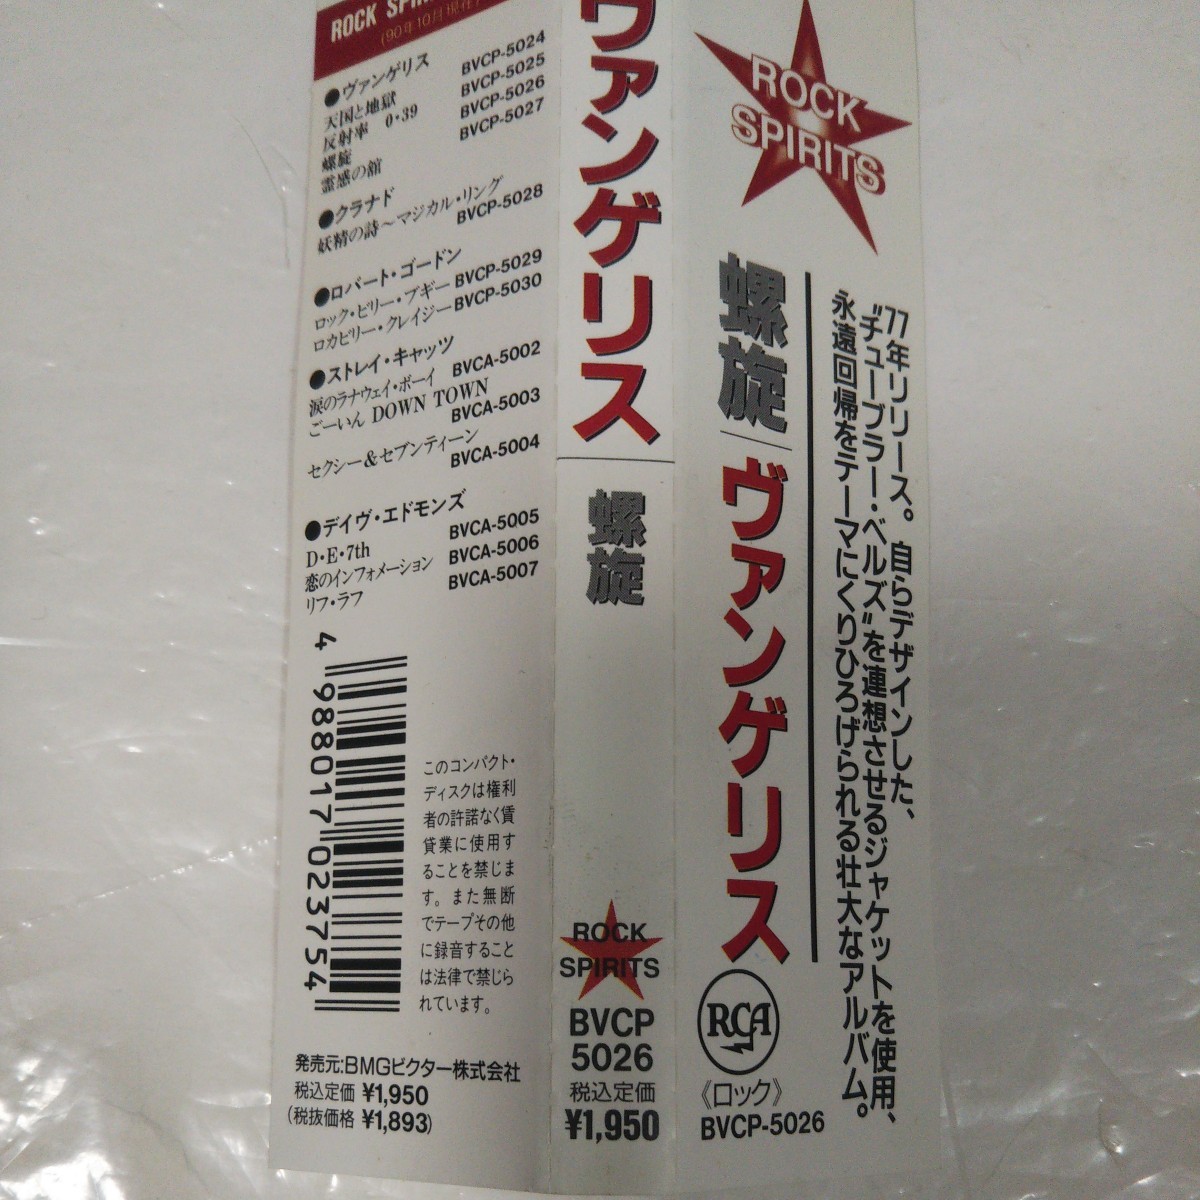 ROCK
(90年10月現在)
●ヴァンゲリス
天国と地獄 BVCP-5024
反射率 0・39 BVCP-5025
螺旋 BVCP-5026
霊感の舘 BVCP-5027
●クラナド
妖精の詩〜マジカル・リング
BVCP-5028
●ロバート・ゴードン
ロック・ビリー・ブギー BVCP-5029
ロカビリー・クレイジー BVCP-5030
●ストレイ・キャッツ
涙のラナウェイ・ボーイ BVCA-5002
ごーいん DOWN TOWN
BVCA-5003
セクシー&セブンティーン
BVCA-5004
●デイヴ・エドモンズ
D・E・7th BVCA-5005
恋のインフォメーション BVCA-5006
リフ・ラフ BVCA-5007
4 988017 023754
このコンパクト・
ディスクは権利
者の許諾なく賃
貸業に使用す
ることを禁じま
す。また無断
でテープその他
に録音すること
は法律で禁じら
れています。
発売元:BMGビクター株式会社
税込定価 ¥1,950
(税抜価格 ¥1,893)
ヴァンゲリス
螺旋
ROCK
SPIRITS
BVCP
5026
税込定価
¥1,950
ROCK
SPIRITS
'77年リリース。自らデザインした、
"チューブラー・ベルズ"を連想させるジャケットを使用、
永遠回帰をテーマにくりひろげられる壮大なアルバム。
螺旋
ヴァンゲリス
RCA
《ロック》
BVCP-5026